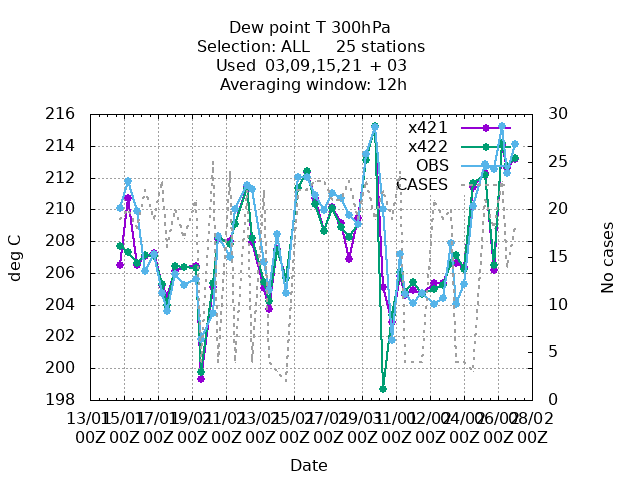 Dew point T 300hPa
Selection: ALL 25 stations
Used 03,09,15,21 + 03
Averaging window: 12h
216
214
212
210
208
206
204
202
200
198
deg C
30
25
20
15
10
5
0
No cases
x421
x422
OBS
CASES
13/01 15/01 17/01 19/01 21/01 23/01 25/01 27/01 29/01 31/01 02/02 24/02 26/02 28/02
00Z 00Z 00Z 00Z 00Z 00Z 00Z 00Z 00Z 00Z 00Z 00Z 00Z 00Z
Date